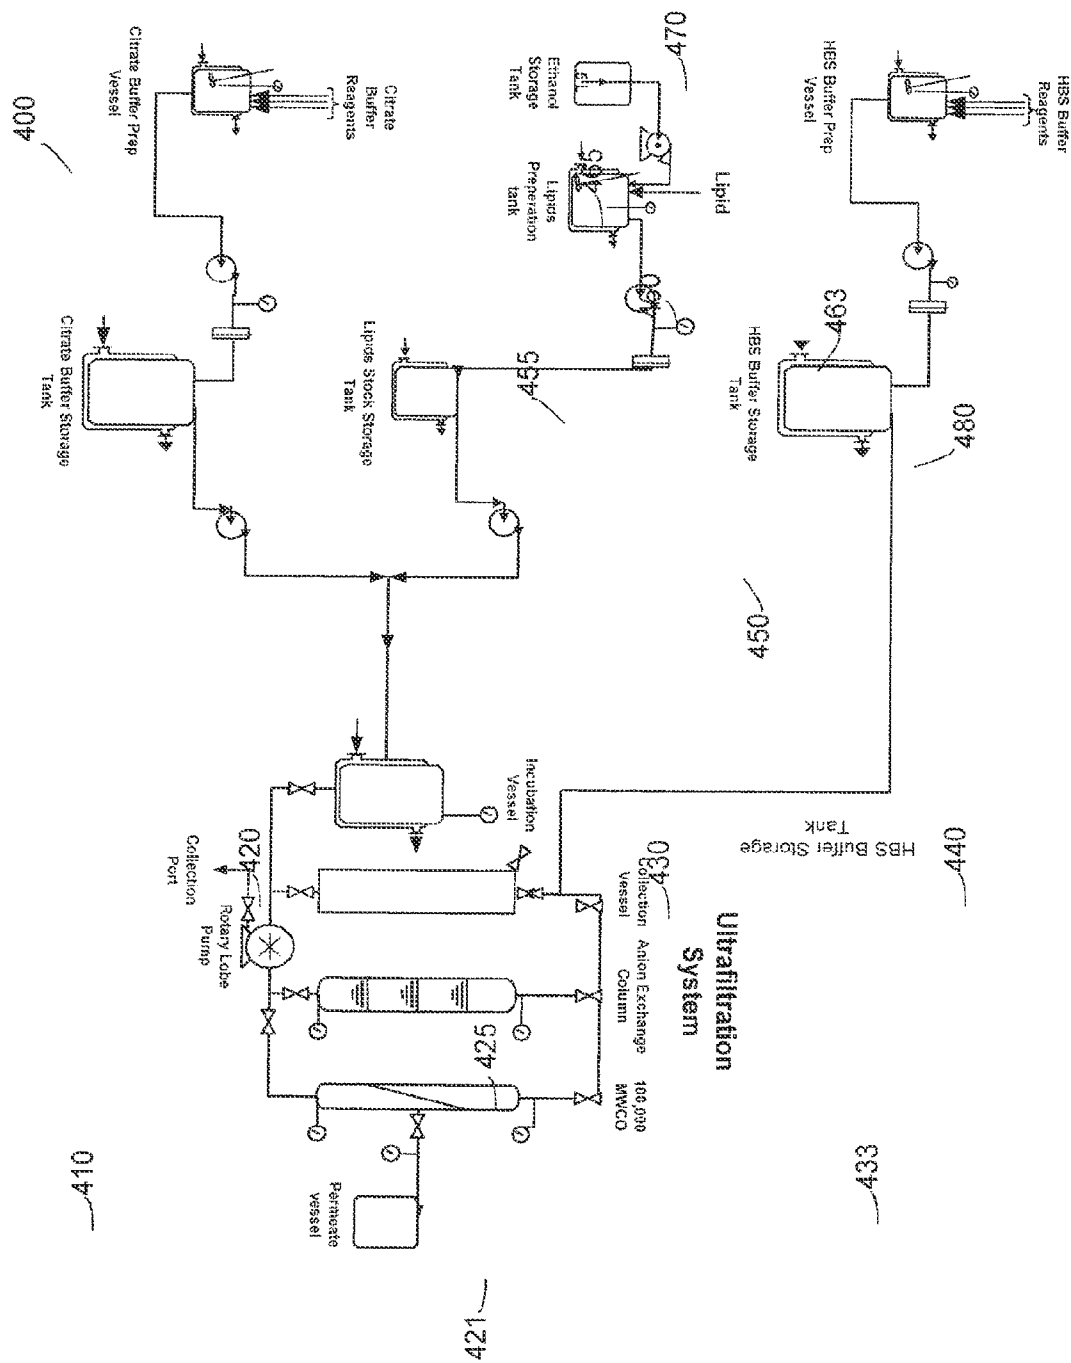 400
Citrate Buffer Prep
Vessel
Citrate
Buffer
Reagents
Ethanol
Storage
Tank
470
HBS Buffer Prep
Vessel
HBS Buffer
Reagents
Lipids
Preparation
tank
465
Lipid
Citrate Buffer Storage
Tank
Lipids Stock Storage
Tank
455
HBS Buffer Storage
Tank
463
480
450
Incubation
Vessel
HBS Buffer Storage
Tank
440
Collection
Port
420
Rotary Lobe
Pump
Collection
Vessel
430
Anion Exchange
Column
425
100,000
MWCO
Ultrafiltration
System
410
Permeate
vessel
433
421